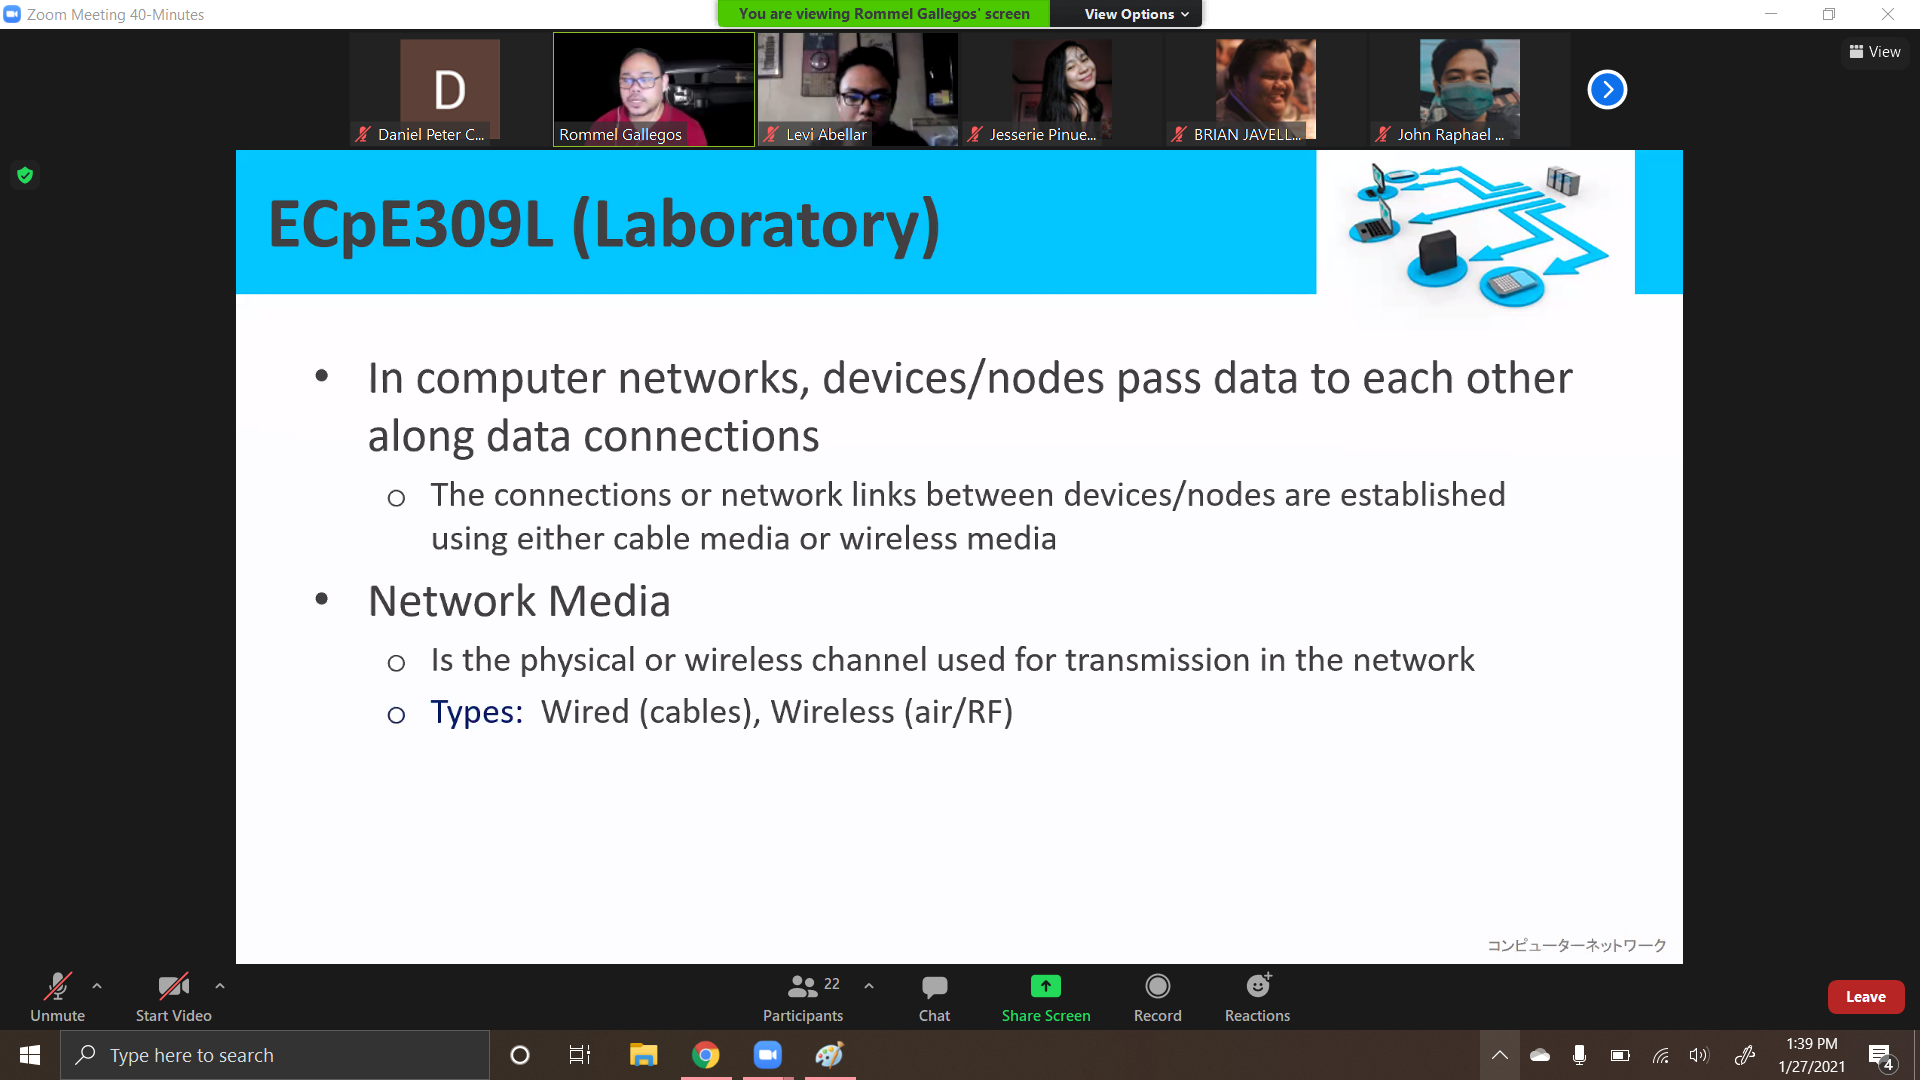 Zoom Meeting 40-Minutes
You are viewing Rommel Gallegos' screen
View Options
View
D
Daniel Peter C...
Rommel Gallegos
Levi Abellar
Jesserie Pinue...
BRIAN JAVELL...
John Raphael ...
ECpE309L (Laboratory)
• In computer networks, devices/nodes pass data to each other
along data connections
o The connections or network links between devices/nodes are established
using either cable media or wireless media
• Network Media
o Is the physical or wireless channel used for transmission in the network
o Types: Wired (cables), Wireless (air/RF)
コンピューターネットワーク
Unmute
Start Video
22
Participants
Chat
Share Screen
Record
Reactions
Leave
Type here to search
1:39 PM
1/27/2021
4